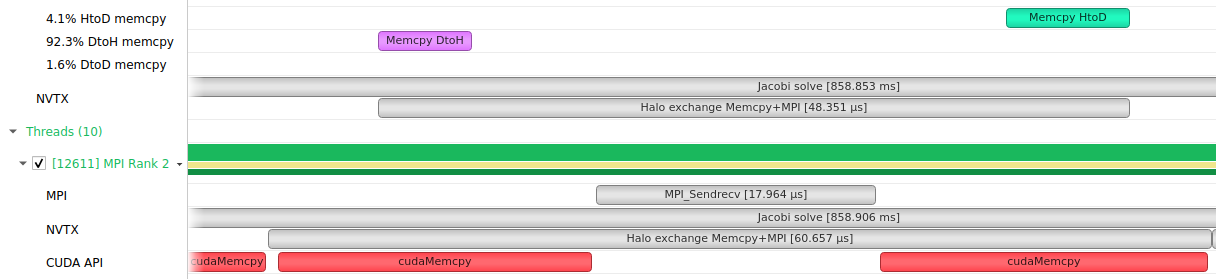 4.1% HtoD memcpy Memcpy HtoD
92.3% DtoH memcpy Memcpy DtoH
1.6% DtoD memcpy
Jacobi solve [858.853 ms]
NVTX
Halo exchange Memcpy+MPI [48.351 µs]
Threads (10)
[12611] MPI Rank 2
MPI MPI_Sendrecv [17.964 µs]
Jacobi solve [858.906 ms]
NVTX
Halo exchange Memcpy+MPI [60.657 µs]
CUDA API cudaMemcpy cudaMemcpy cudaMemcpy